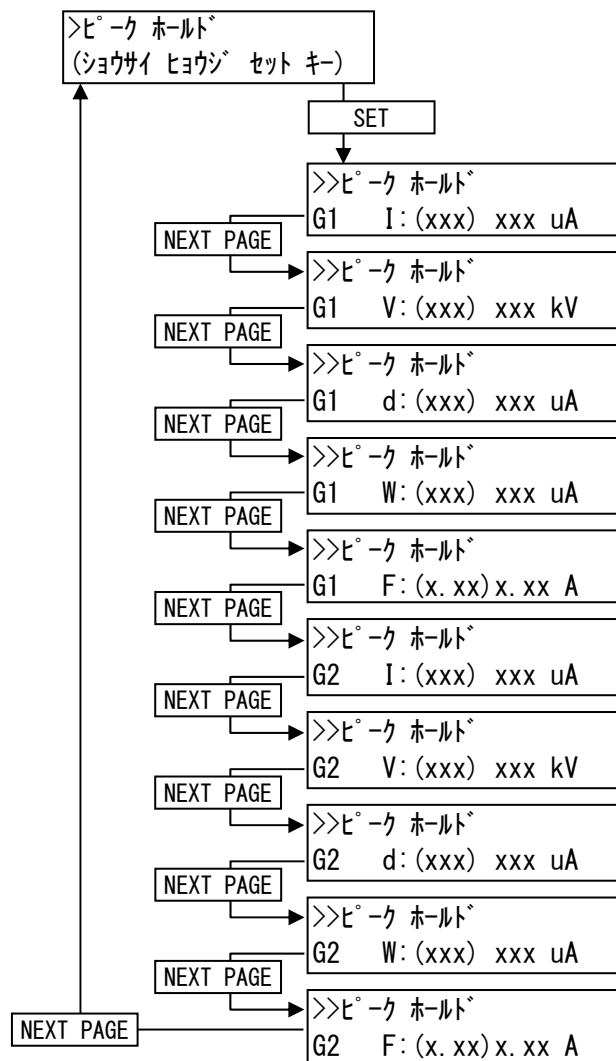 >ﾋﾟｰｸ ﾎｰﾙﾄﾞ
(ｼｮｳｻｲ ﾋｮｳｼﾞ ｾｯﾄ ｷｰ)
SET
>>ﾋﾟｰｸ ﾎｰﾙﾄﾞ
G1 I:(xxx) xxx uA
NEXT PAGE
>>ﾋﾟｰｸ ﾎｰﾙﾄﾞ
G1 V:(xxx) xxx kV
NEXT PAGE
>>ﾋﾟｰｸ ﾎｰﾙﾄﾞ
G1 d:(xxx) xxx uA
NEXT PAGE
>>ﾋﾟｰｸ ﾎｰﾙﾄﾞ
G1 W:(xxx) xxx uA
NEXT PAGE
>>ﾋﾟｰｸ ﾎｰﾙﾄﾞ
G1 F:(x.xx)x.xx A
NEXT PAGE
>>ﾋﾟｰｸ ﾎｰﾙﾄﾞ
G2 I:(xxx) xxx uA
NEXT PAGE
>>ﾋﾟｰｸ ﾎｰﾙﾄﾞ
G2 V:(xxx) xxx kV
NEXT PAGE
>>ﾋﾟｰｸ ﾎｰﾙﾄﾞ
G2 d:(xxx) xxx uA
NEXT PAGE
>>ﾋﾟｰｸ ﾎｰﾙﾄﾞ
G2 W:(xxx) xxx uA
NEXT PAGE
>>ﾋﾟｰｸ ﾎｰﾙﾄﾞ
G2 F:(x.xx)x.xx A
NEXT PAGE